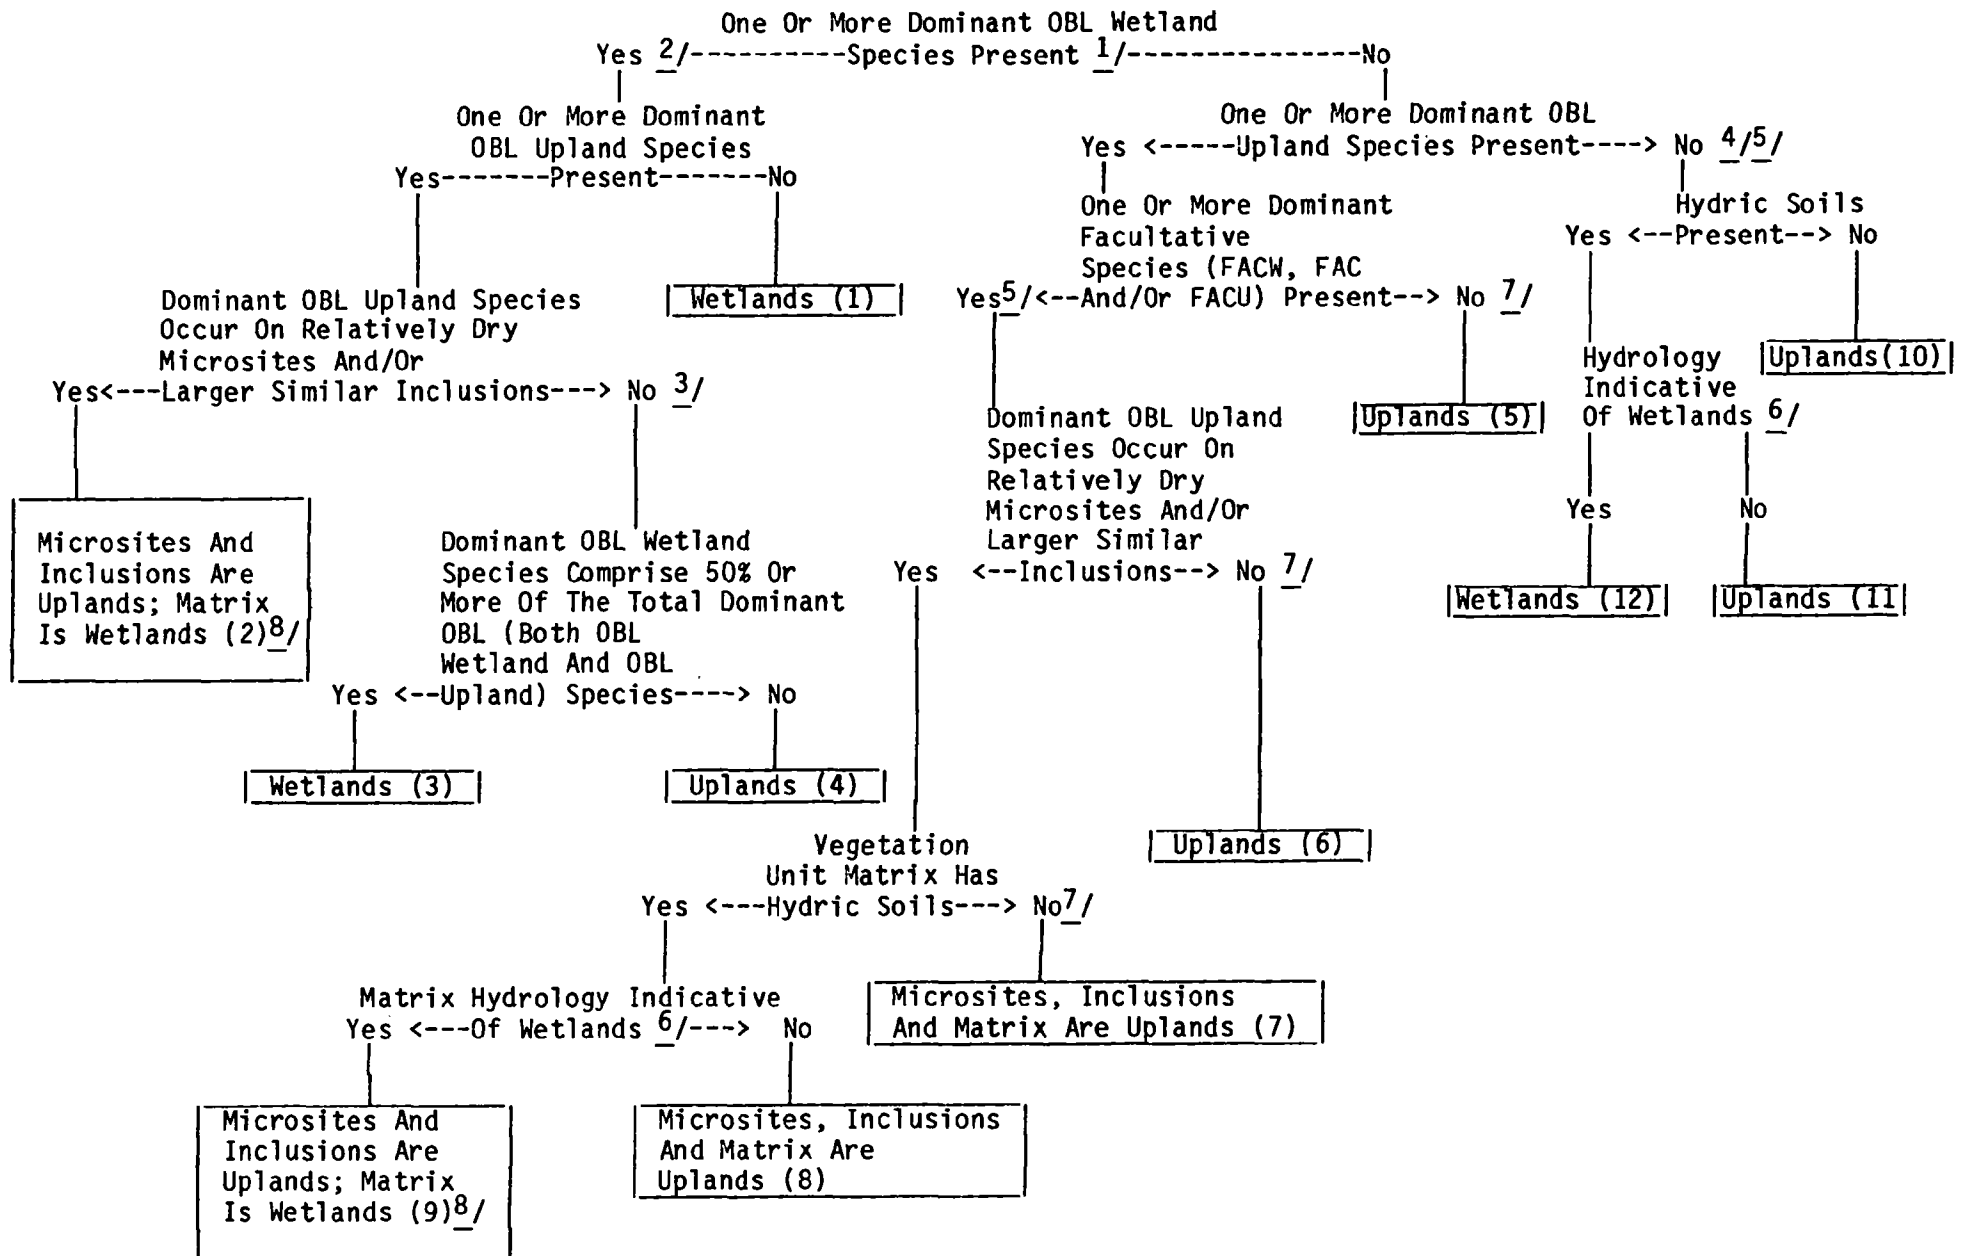 One Or More Dominant OBL Wetland
Yes 2/----------Species Present 1/---------------No
One Or More Dominant
OBL Upland Species
Yes-------Present-------No
One Or More Dominant OBL
Yes <-----Upland Species Present----> No 4/5/
One Or More Dominant
Facultative
Species (FACW, FAC
Yes5/<--And/Or FACU) Present--> No 7/
Hydric Soils
Yes <--Present--> No
Dominant OBL Upland Species
Occur On Relatively Dry
Microsites And/Or
Yes<---Larger Similar Inclusions---> No 3/
Wetlands (1)
Dominant OBL Upland
Species Occur On
Relatively Dry
Microsites And/Or
Larger Similar
Yes <--Inclusions--> No 7/
Uplands (5)
Hydrology
Indicative
Of Wetlands 6/
Uplands(10)
Yes
No
Wetlands (12)
Uplands (11
Microsites And
Inclusions Are
Uplands; Matrix
Is Wetlands (2)8/
Dominant OBL Wetland
Species Comprise 50% Or
More Of The Total Dominant
OBL (Both OBL
Wetland And OBL
Yes <--Upland) Species----> No
Wetlands (3)
Uplands (4)
Vegetation
Unit Matrix Has
Yes <---Hydric Soils---> No7/
Uplands (6)
Matrix Hydrology Indicative
Yes <---Of Wetlands 6/---> No
Microsites, Inclusions
And Matrix Are Uplands (7)
Microsites And
Inclusions Are
Uplands; Matrix
Is Wetlands (9)8/
Microsites, Inclusions
And Matrix Are
Uplands (8)